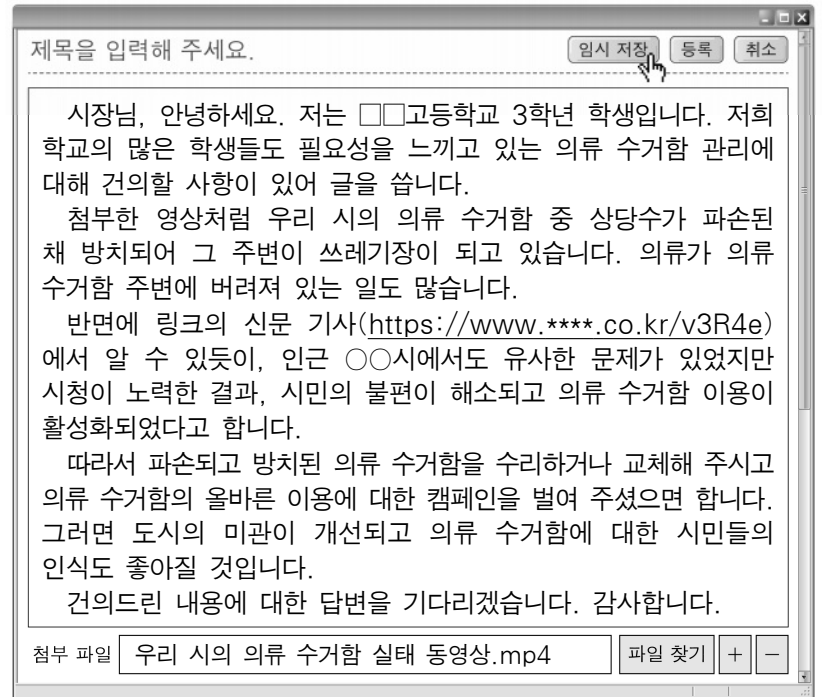 제목을 입력해 주세요.
임시 저장 등록 취소
시장님, 안녕하세요. 저는 □□고등학교 3학년 학생입니다. 저희
학교의 많은 학생들도 필요성을 느끼고 있는 의류 수거함 관리에
대해 건의할 사항이 있어 글을 씁니다.
첨부한 영상처럼 우리 시의 의류 수거함 중 상당수가 파손된
채 방치되어 그 주변이 쓰레기장이 되고 있습니다. 의류가 의류
수거함 주변에 버려져 있는 일도 많습니다.
반면에 링크의 신문 기사(https://www.****.co.kr/v3R4e)
에서 알 수 있듯이, 인근 ○○시에서도 유사한 문제가 있었지만
시청이 노력한 결과, 시민의 불편이 해소되고 의류 수거함 이용이
활성화되었다고 합니다.
따라서 파손되고 방치된 의류 수거함을 수리하거나 교체해 주시고
의류 수거함의 올바른 이용에 대한 캠페인을 벌여 주셨으면 합니다.
그러면 도시의 미관이 개선되고 의류 수거함에 대한 시민들의
인식도 좋아질 것입니다.
건의드린 내용에 대한 답변을 기다리겠습니다. 감사합니다.
첨부 파일 우리 시의 의류 수거함 실태 동영상.mp4 파일 찾기 + −